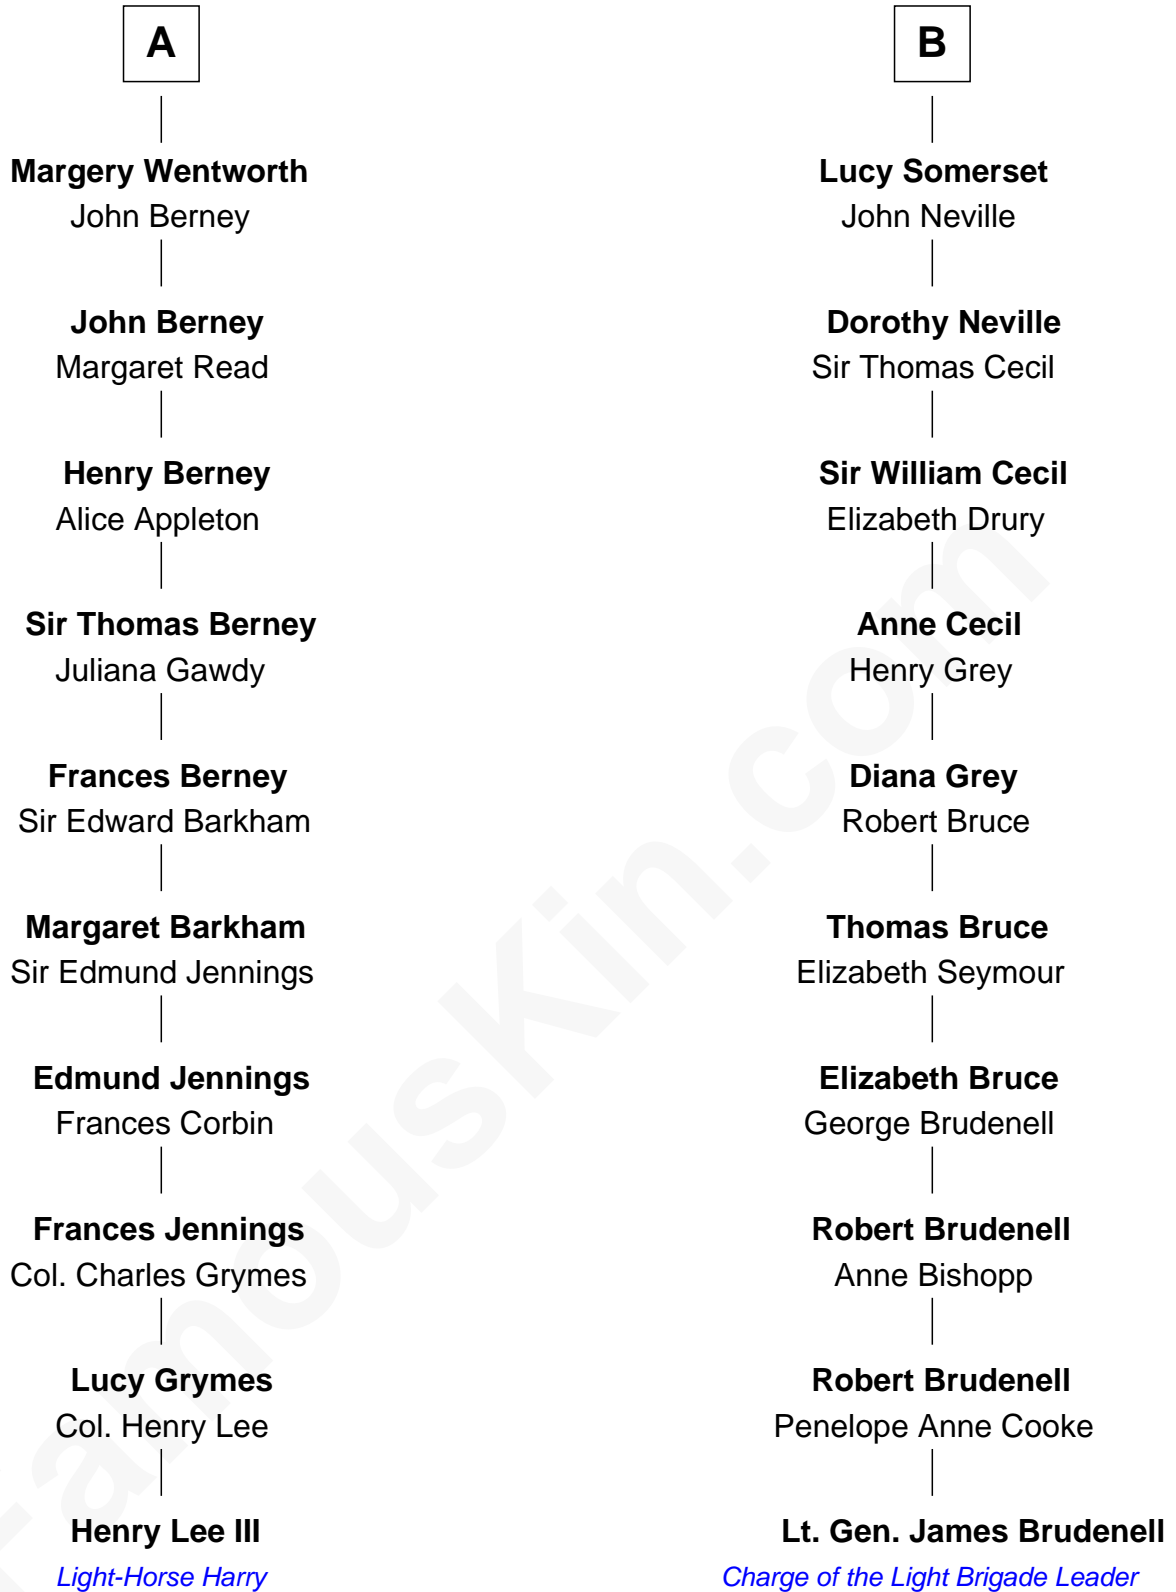 A
Margery Wentworth
John Berney
John Berney
Margaret Read
Henry Berney
Alice Appleton
Sir Thomas Berney
Juliana Gawdy
Frances Berney
Sir Edward Barkham
Margaret Barkham
Sir Edmund Jennings
Edmund Jennings
Frances Corbin
Frances Jennings
Col. Charles Grymes
Lucy Grymes
Col. Henry Lee
Henry Lee III
Light-Horse Harry
B
Lucy Somerset
John Neville
Dorothy Neville
Sir Thomas Cecil
Sir William Cecil
Elizabeth Drury
Anne Cecil
Henry Grey
Diana Grey
Robert Bruce
Thomas Bruce
Elizabeth Seymour
Elizabeth Bruce
George Brudenell
Robert Brudenell
Anne Bishopp
Robert Brudenell
Penelope Anne Cooke
Lt. Gen. James Brudenell
Charge of the Light Brigade Leader
FamousKin.com